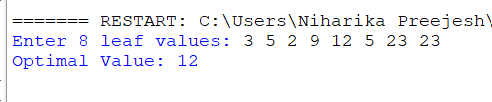 ======= RESTART: C:\Users\Niharika Preejesh\
Enter 8 leaf values: 3 5 2 9 12 5 23 23
Optimal Value: 12